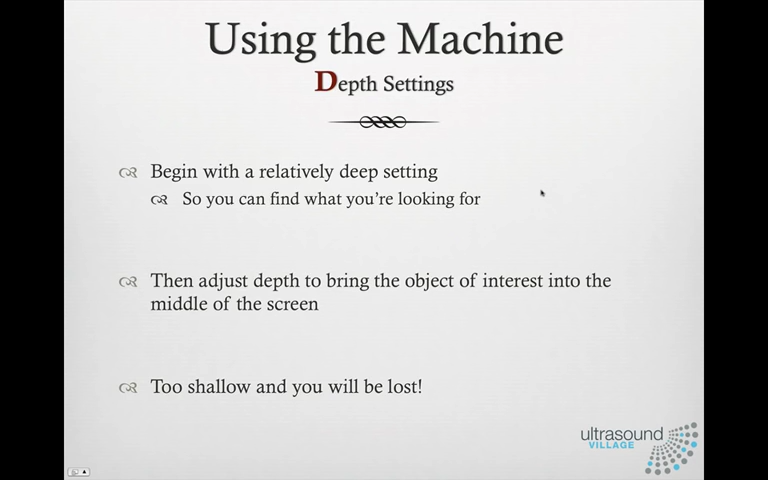 Using the Machine
Depth Settings
Begin with a relatively deep setting
So you can find what you're looking for
Then adjust depth to bring the object of interest into the
middle of the screen
Too shallow and you will be lost!
ultrasound
VILLAGE